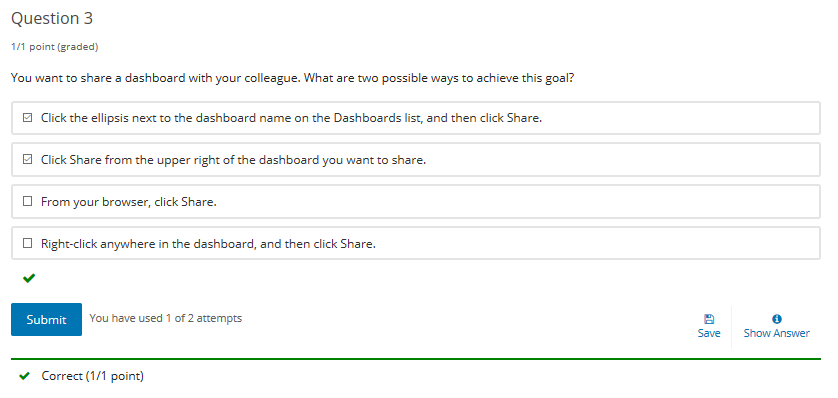 Question 3
1/1 point (graded)
You want to share a dashboard with your colleague. What are two possible ways to achieve this goal?
Click the ellipsis next to the dashboard name on the Dashboards list, and then click Share.
Click Share from the upper right of the dashboard you want to share.
From your browser, click Share.
Right-click anywhere in the dashboard, and then click Share.
Submit
You have used 1 of 2 attempts
Save
Show Answer
Correct (1/1 point)